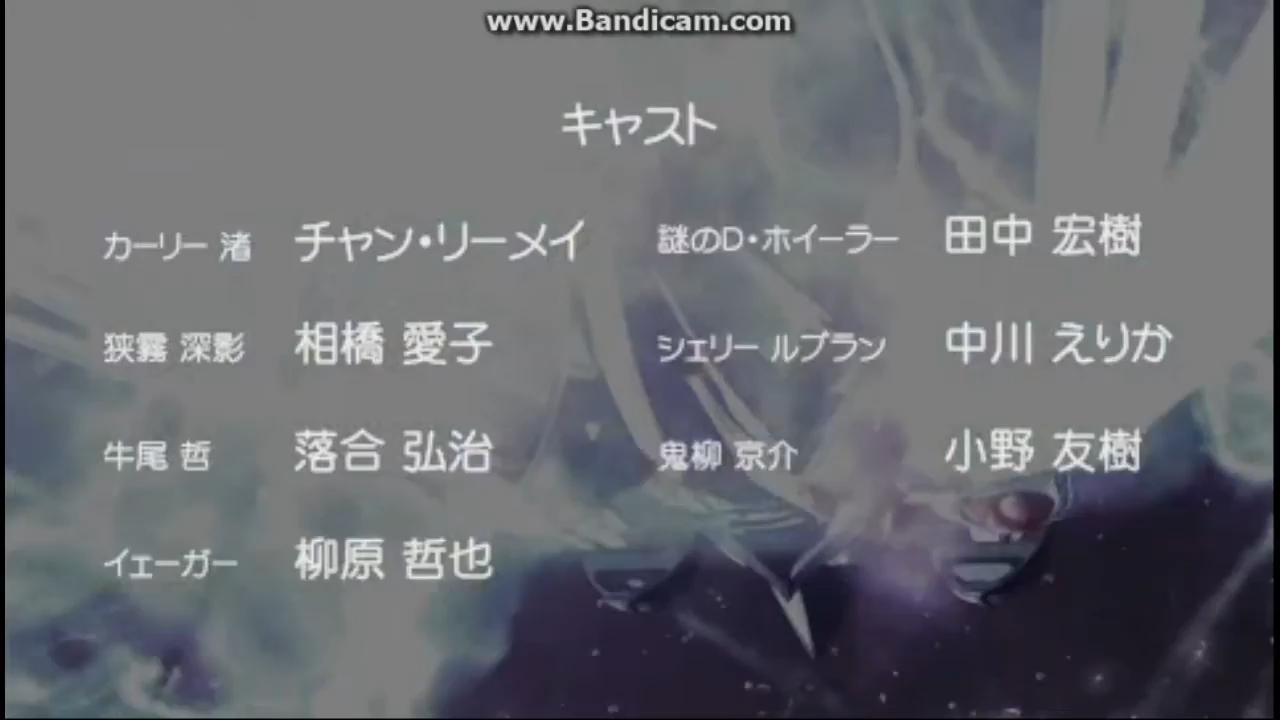 www.Bandicam.com
キャスト
カーリー 渚 チャン・リーメイ 謎のD・ホイーラー 田中 宏樹
狭霧 深影 相橋 愛子 シェリー ルブラン 中川 えりか
牛尾 哲 落合 弘治 鬼柳 京介 小野 友樹
イェーガー 柳原 哲也